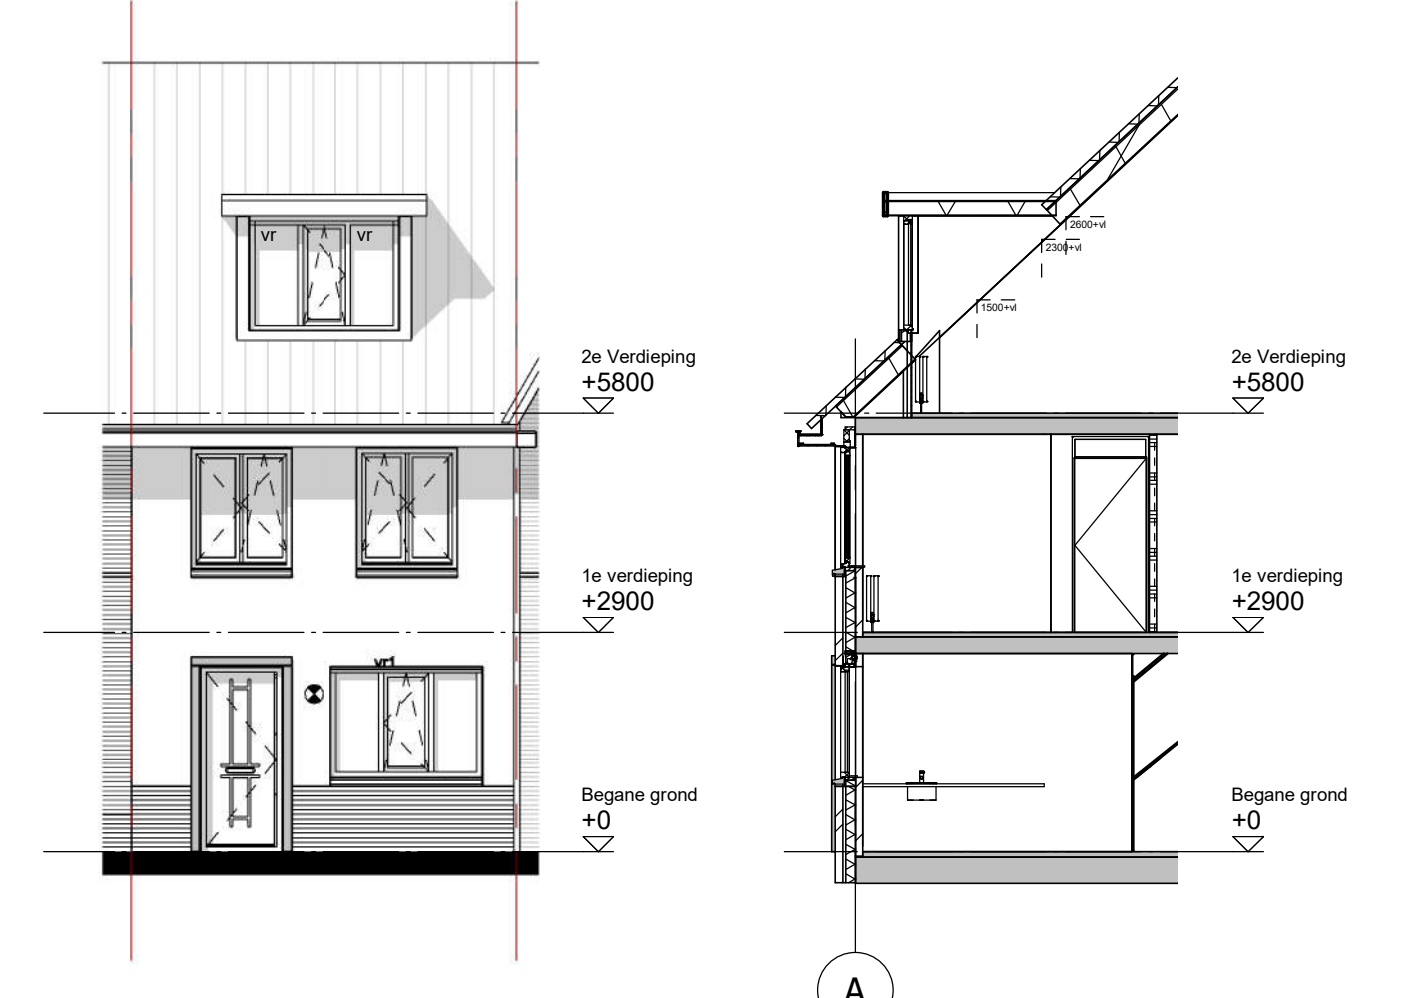 vr vr
2e Verdieping
+5800
1e verdieping
+2900
vr1
Begane grond
+0
2600+vl
2300+vl
1500+vl
2e Verdieping
+5800
1e verdieping
+2900
Begane grond
+0
A